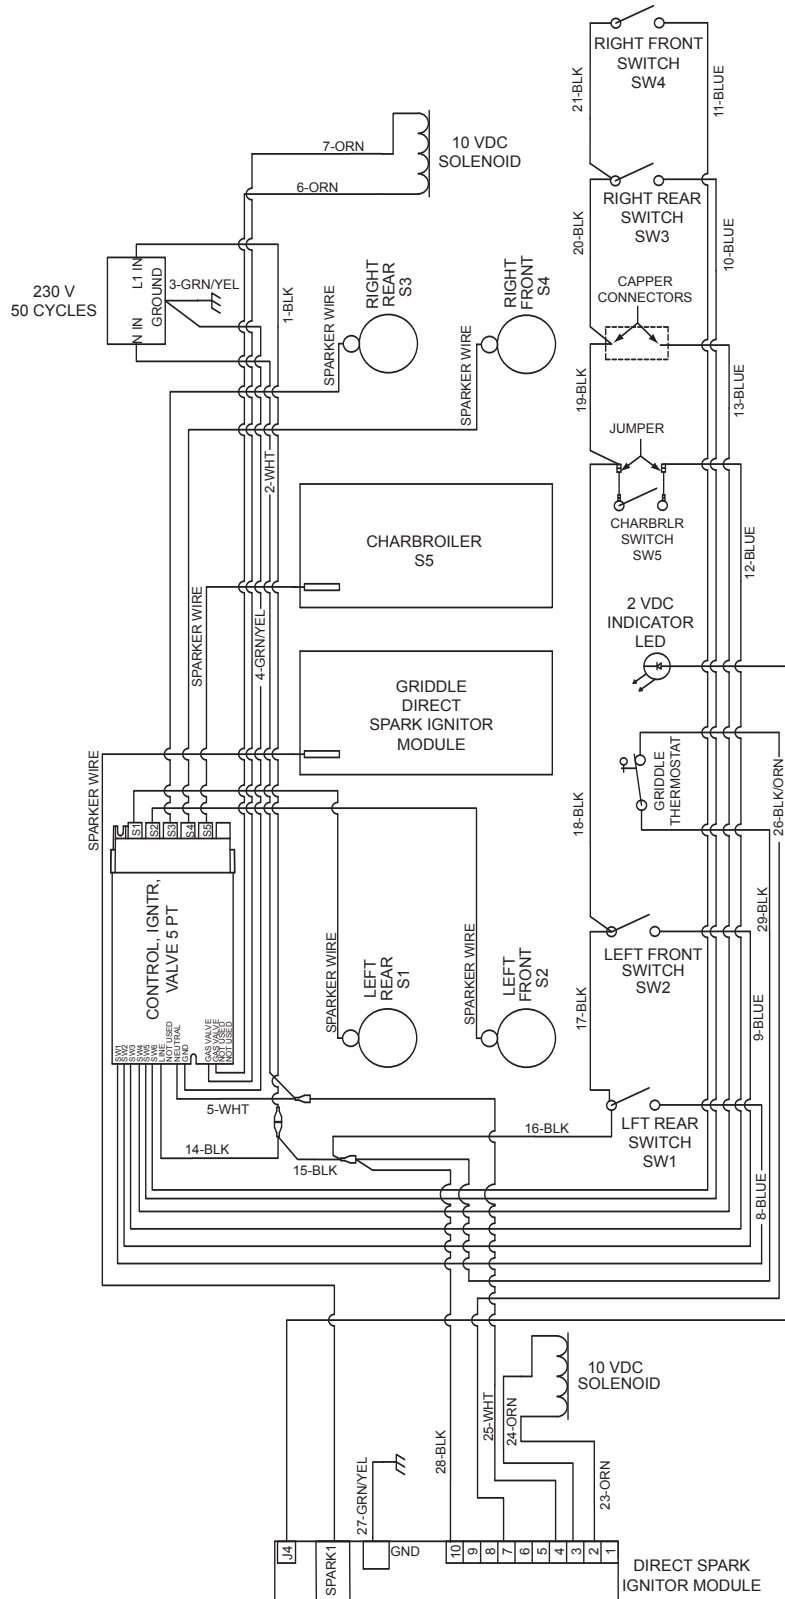 RIGHT FRONT
SWITCH
SW4
21-BLK
11-BLUE
7-ORN
10 VDC
SOLENOID
6-ORN
RIGHT REAR
SWITCH
SW3
20-BLK
10-BLUE
230 V
50 CYCLES
L1 IN
GROUND
N IN
3-GRN/YEL
1-BLK
SPARKER WIRE
RIGHT
REAR
S3
RIGHT
FRONT
S4
SPARKER WIRE
CAPPER
CONNECTORS
19-BLK
13-BLUE
JUMPER
2-WHT
CHARBROILER
S5
CHARBRLR
SWITCH
SW5
12-BLUE
SPARKER WIRE
4-GRN/YEL
2 VDC
INDICATOR
LED
GRIDDLE
DIRECT
SPARK IGNITOR
MODULE
GRIDDLE
THERMOSTAT
26-BLK/ORN
SPARKER WIRE
18-BLK
S1
S2
S3
S4
S5
29-BLK
CONTROL, IGNTR,
VALVE 5 PT
SPARKER WIRE
LEFT
REAR
S1
SPARKER WIRE
LEFT
FRONT
S2
LEFT FRONT
SWITCH
SW2
17-BLK
9-BLUE
SW1
SW2
SW3
SW4
SW5
SW6
LINE
NOT USED
NEUTRAL
GND
GAS VALVE
GAS VALVE
NOT USED
NOT USED
5-WHT
14-BLK
15-BLK
16-BLK
LFT REAR
SWITCH
SW1
8-BLUE
10 VDC
SOLENOID
24-ORN
25-WHT
28-BLK
27-GRN/YEL
23-ORN
J4
SPARK1
GND
10
9
8
7
6
5
4
3
2
1
DIRECT SPARK
IGNITOR MODULE